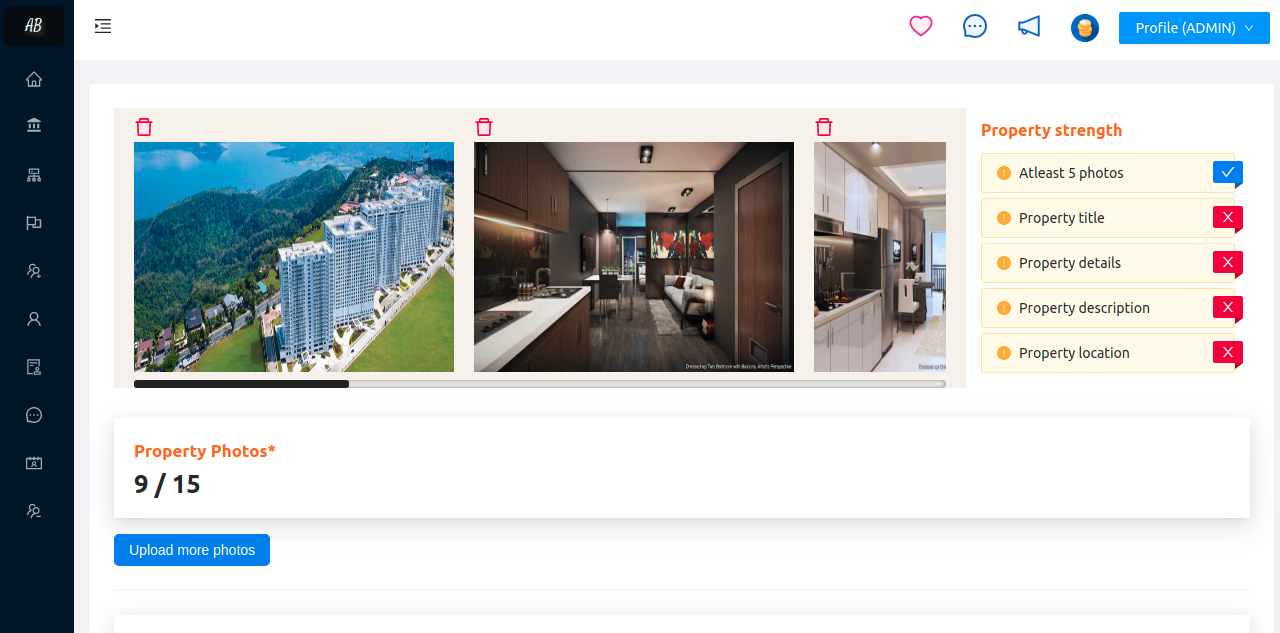 AB
Profile (ADMIN)
Property strength
Atleast 5 photos
Property title
Property details
Property description
Property location
Dressed-up Two Bedroom with Balcony, Artist's Perspective
Property Photos*
9 / 15
Upload more photos